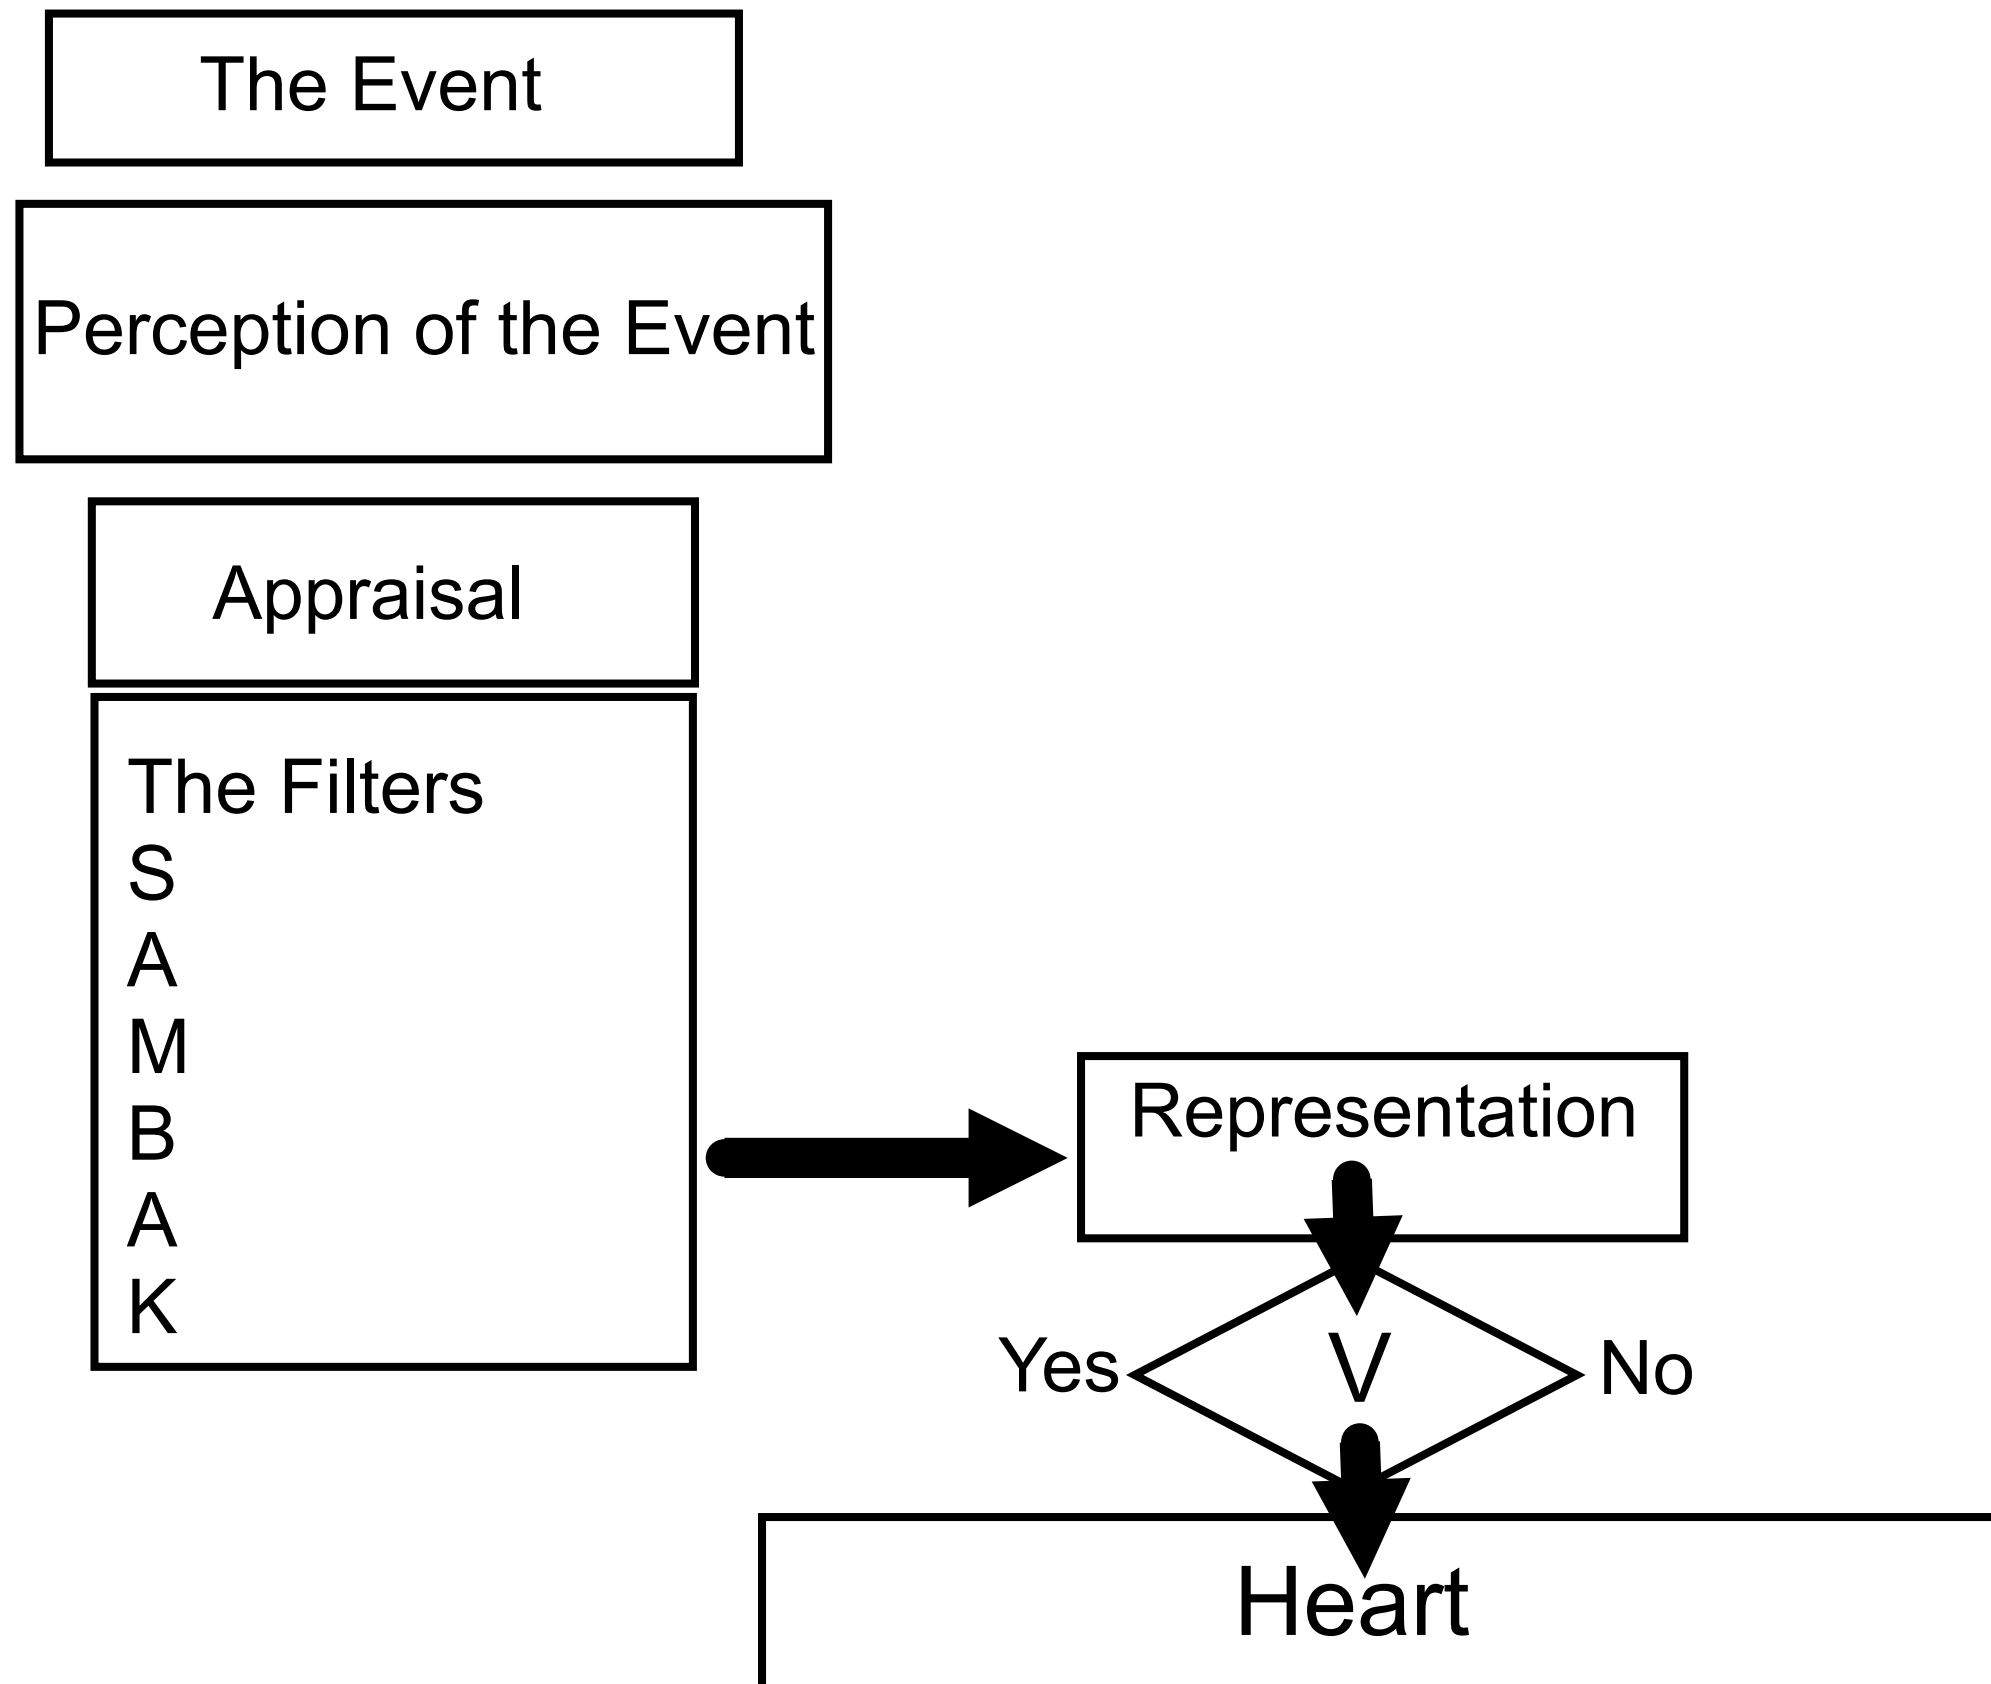 The Event
Perception of the Event
Appraisal
The Filters
S
A
M
B
A
K
Representation
Yes
V
No
Heart